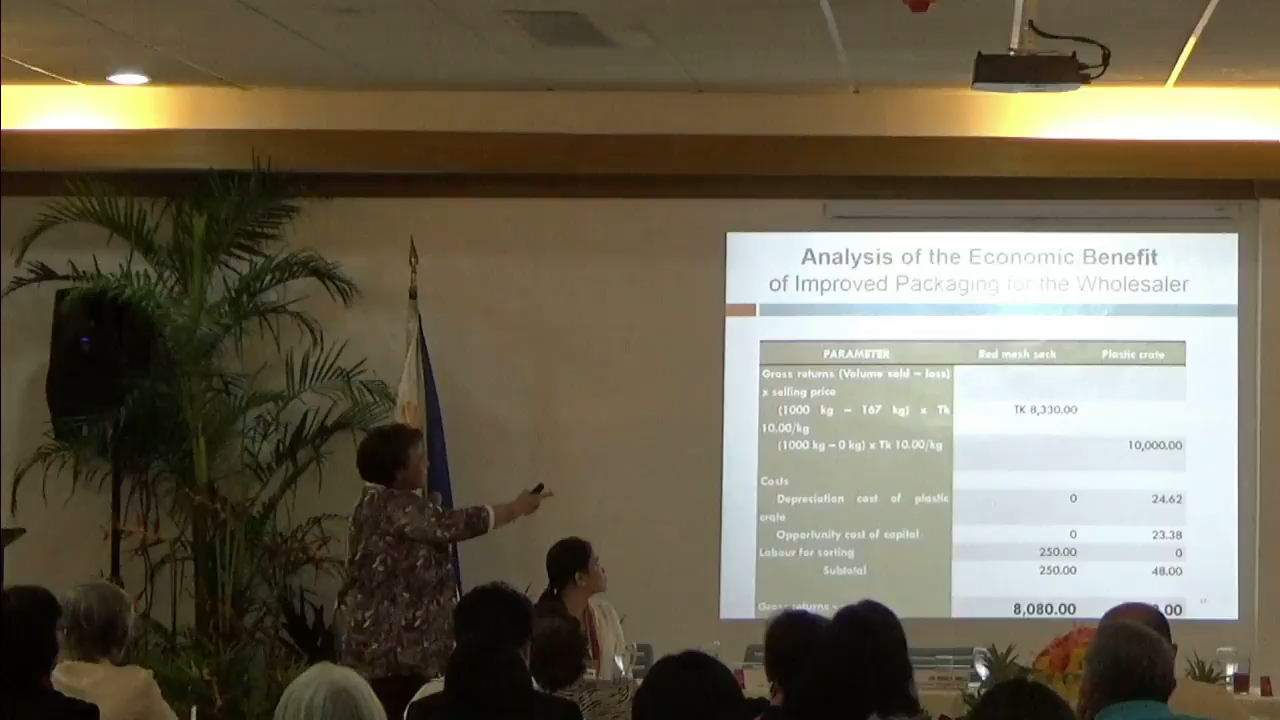 Analysis of the Economic Benefit
of Improved Packaging for the Wholesaler
PARAMETER Red mesh sack Plastic crate
Gross returns (Volume sold – loss)
x selling price
(1000 kg – 167 kg) x Tk TK 8,330.00
10.00/kg
(1000 kg – 0 kg) x Tk 10.00/kg 10,000.00
Costs
Depreciation cost of plastic 0 24.62
crate
Opportunity cost of capital 0 23.38
Labour for sorting 250.00 0
Subtotal 250.00 48.00
Gross returns 8,080.00